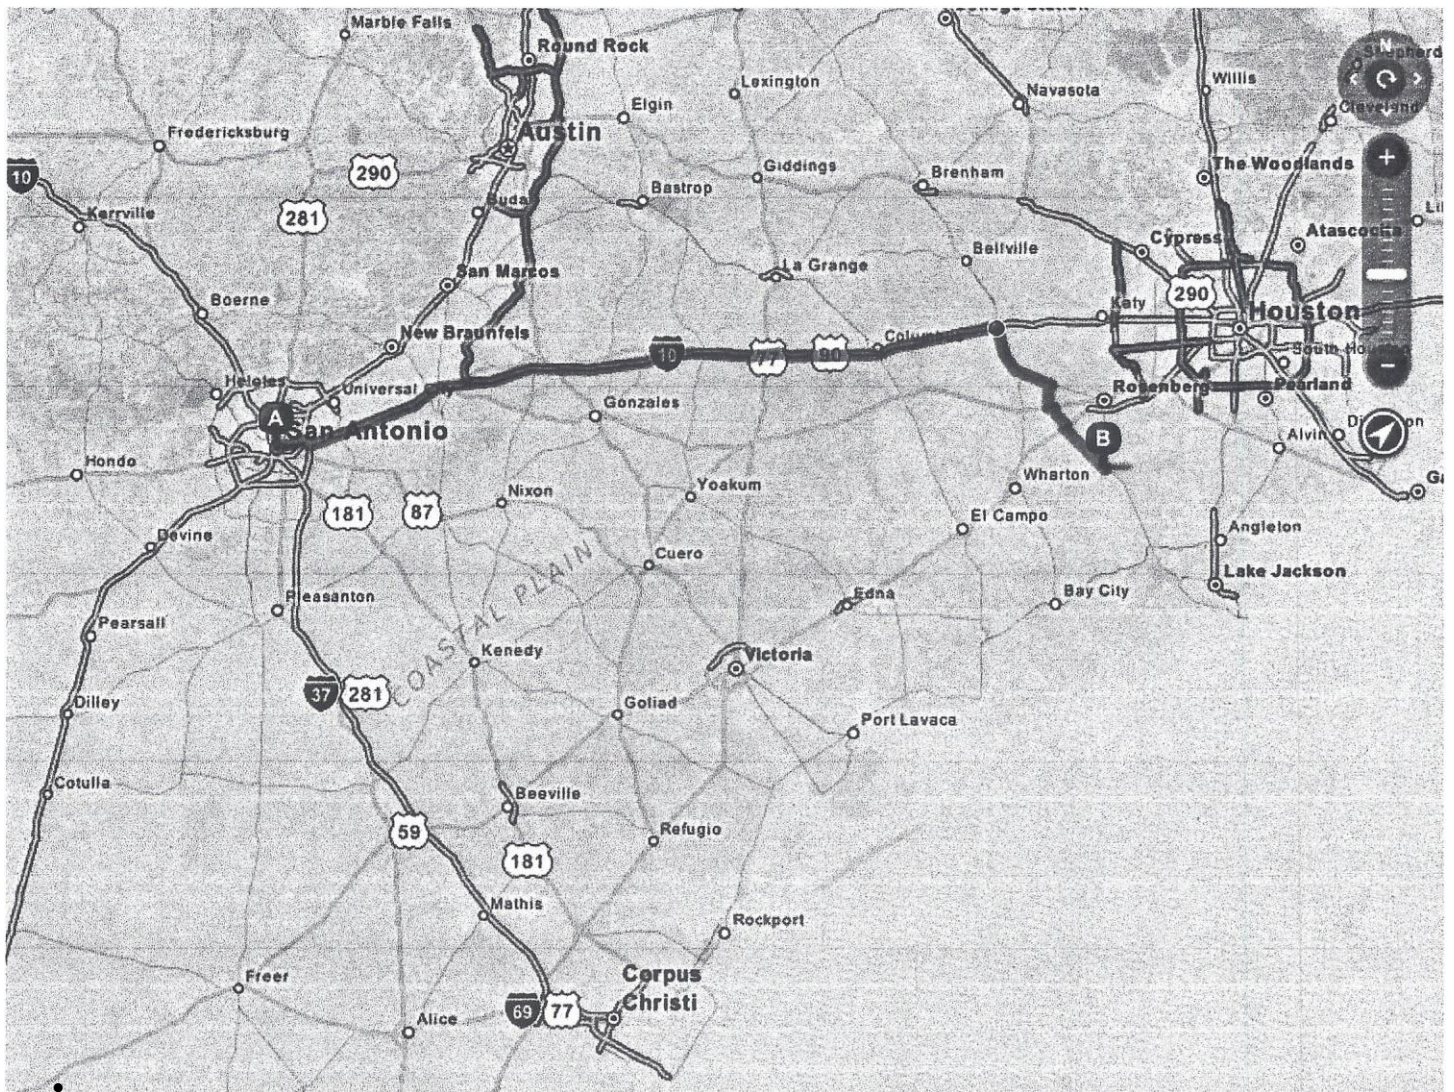 Marble Falls
Round Rock
N
Lexington
Elgin
Navasota
Willis
Cleveland
Fredericksburg
Austin
10
290
Giddings
Brenham
The Woodlands
+
Bastrop
281
Buda
Kerrville
Cypress
Atascocita
Bellville
San Marcos
La Grange
Boerne
290
Katy
Houston
New Braunfels
10
77
90
Universal
Rosenberg
Pearland
−
Gonzales
A
San Antonio
B
Alvin
Hondo
Wharton
Yoakum
Nixon
181
87
El Campo
Angleton
Devine
Cuero
COASTAL PLAIN
Lake Jackson
Pleasanton
Edna
Bay City
Pearsall
Kenedy
Victoria
37
281
Dilley
Goliad
Port Lavaca
Cotulla
Beeville
59
Refugio
181
Mathis
Rockport
Freer
Corpus
Christi
69
77
Alice